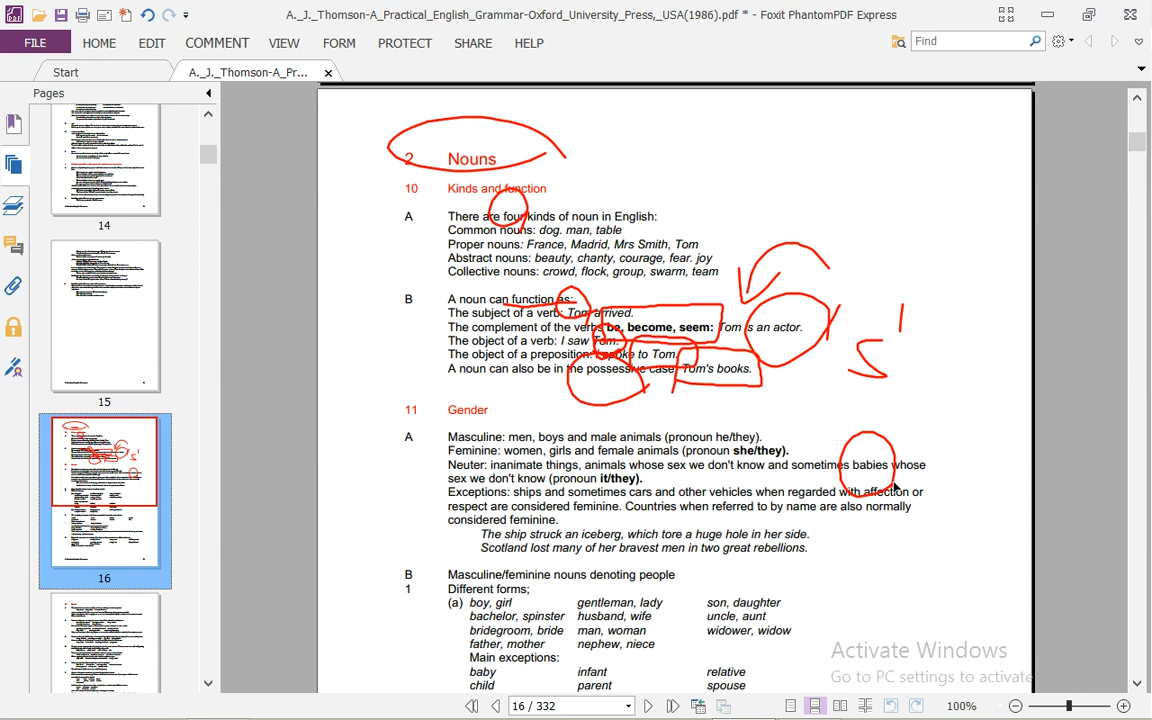 A._J._Thomson-A_Practical_English_Grammar-Oxford_University_Press,_USA(1986).pdf * - Foxit PhantomPDF Express
FILE HOME EDIT COMMENT VIEW FORM PROTECT SHARE HELP
Find
Start
A._J._Thomson-A_Pr...
Pages
14
15
16
2 Nouns
10 Kinds and function
A There are four kinds of noun in English:
Common nouns: dog. man, table
Proper nouns: France, Madrid, Mrs Smith, Tom
Abstract nouns: beauty, chanty, courage, fear. joy
Collective nouns: crowd, flock, group, swarm, team
B A noun can function as:
The subject of a verb: Tom arrived.
The complement of the verbs be, become, seem: Tom is an actor.
The object of a verb: I saw Tom.
The object of a preposition: I spoke to Tom.
A noun can also be in the possessive case: Tom's books.
' s
11 Gender
A Masculine: men, boys and male animals (pronoun he/they).
Feminine: women, girls and female animals (pronoun she/they).
Neuter: inanimate things, animals whose sex we don't know and sometimes babies whose
sex we don't know (pronoun it/they).
Exceptions: ships and sometimes cars and other vehicles when regarded with affection or
respect are considered feminine. Countries when referred to by name are also normally
considered feminine.
The ship struck an iceberg, which tore a huge hole in her side.
Scotland lost many of her bravest men in two great rebellions.
B Masculine/feminine nouns denoting people
1 Different forms;
(a) boy, girl gentleman, lady son, daughter
bachelor, spinster husband, wife uncle, aunt
bridegroom, bride man, woman widower, widow
father, mother nephew, niece
Main exceptions:
baby infant relative
child parent spouse
Activate Windows
Go to PC settings to activate
16 / 332
100%